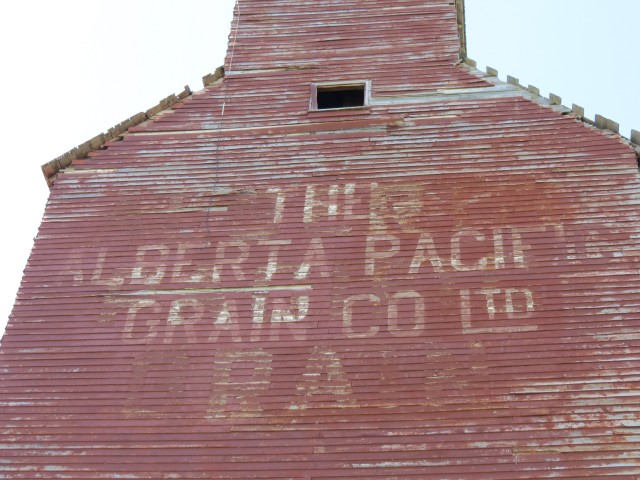 THE
ALBERTA PACIFIC
GRAIN CO LTD